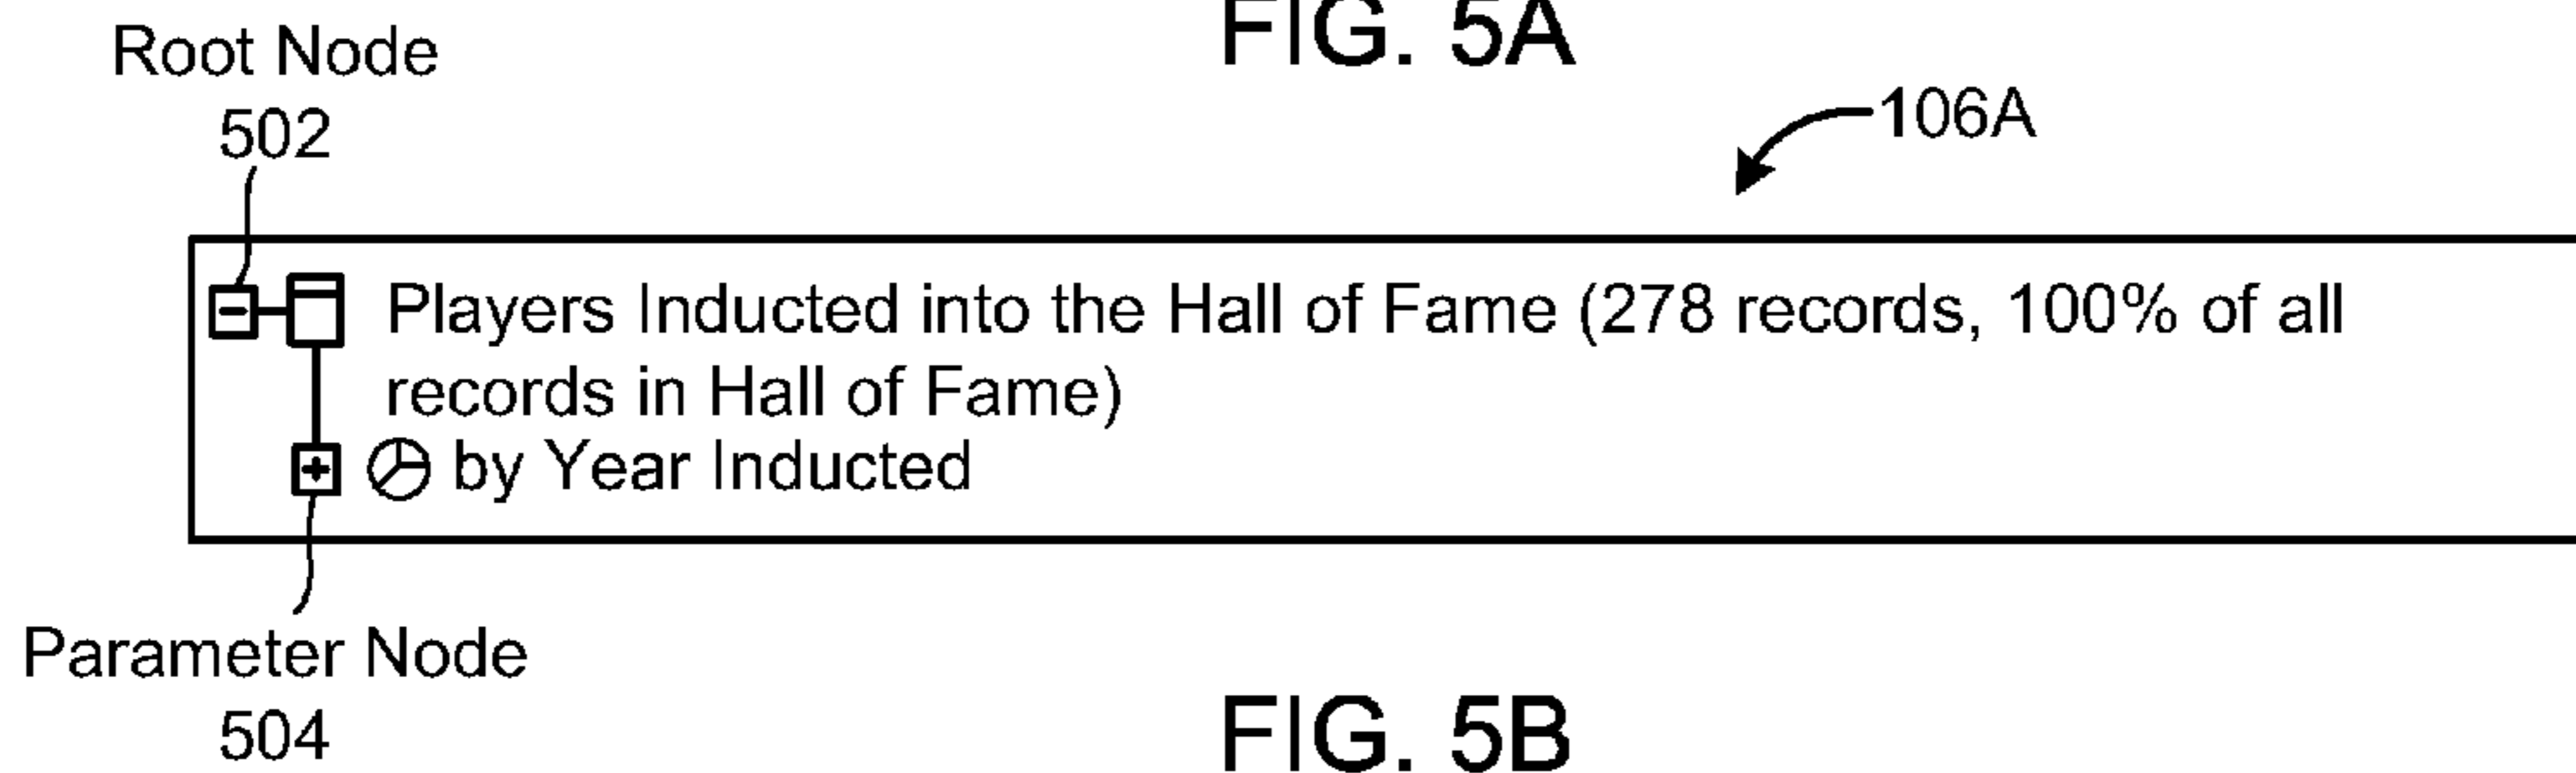 FIG. 5A
Root Node
502
106A
Players Inducted into the Hall of Fame (278 records, 100% of all
records in Hall of Fame)
by Year Inducted
Parameter Node
504
FIG. 5B